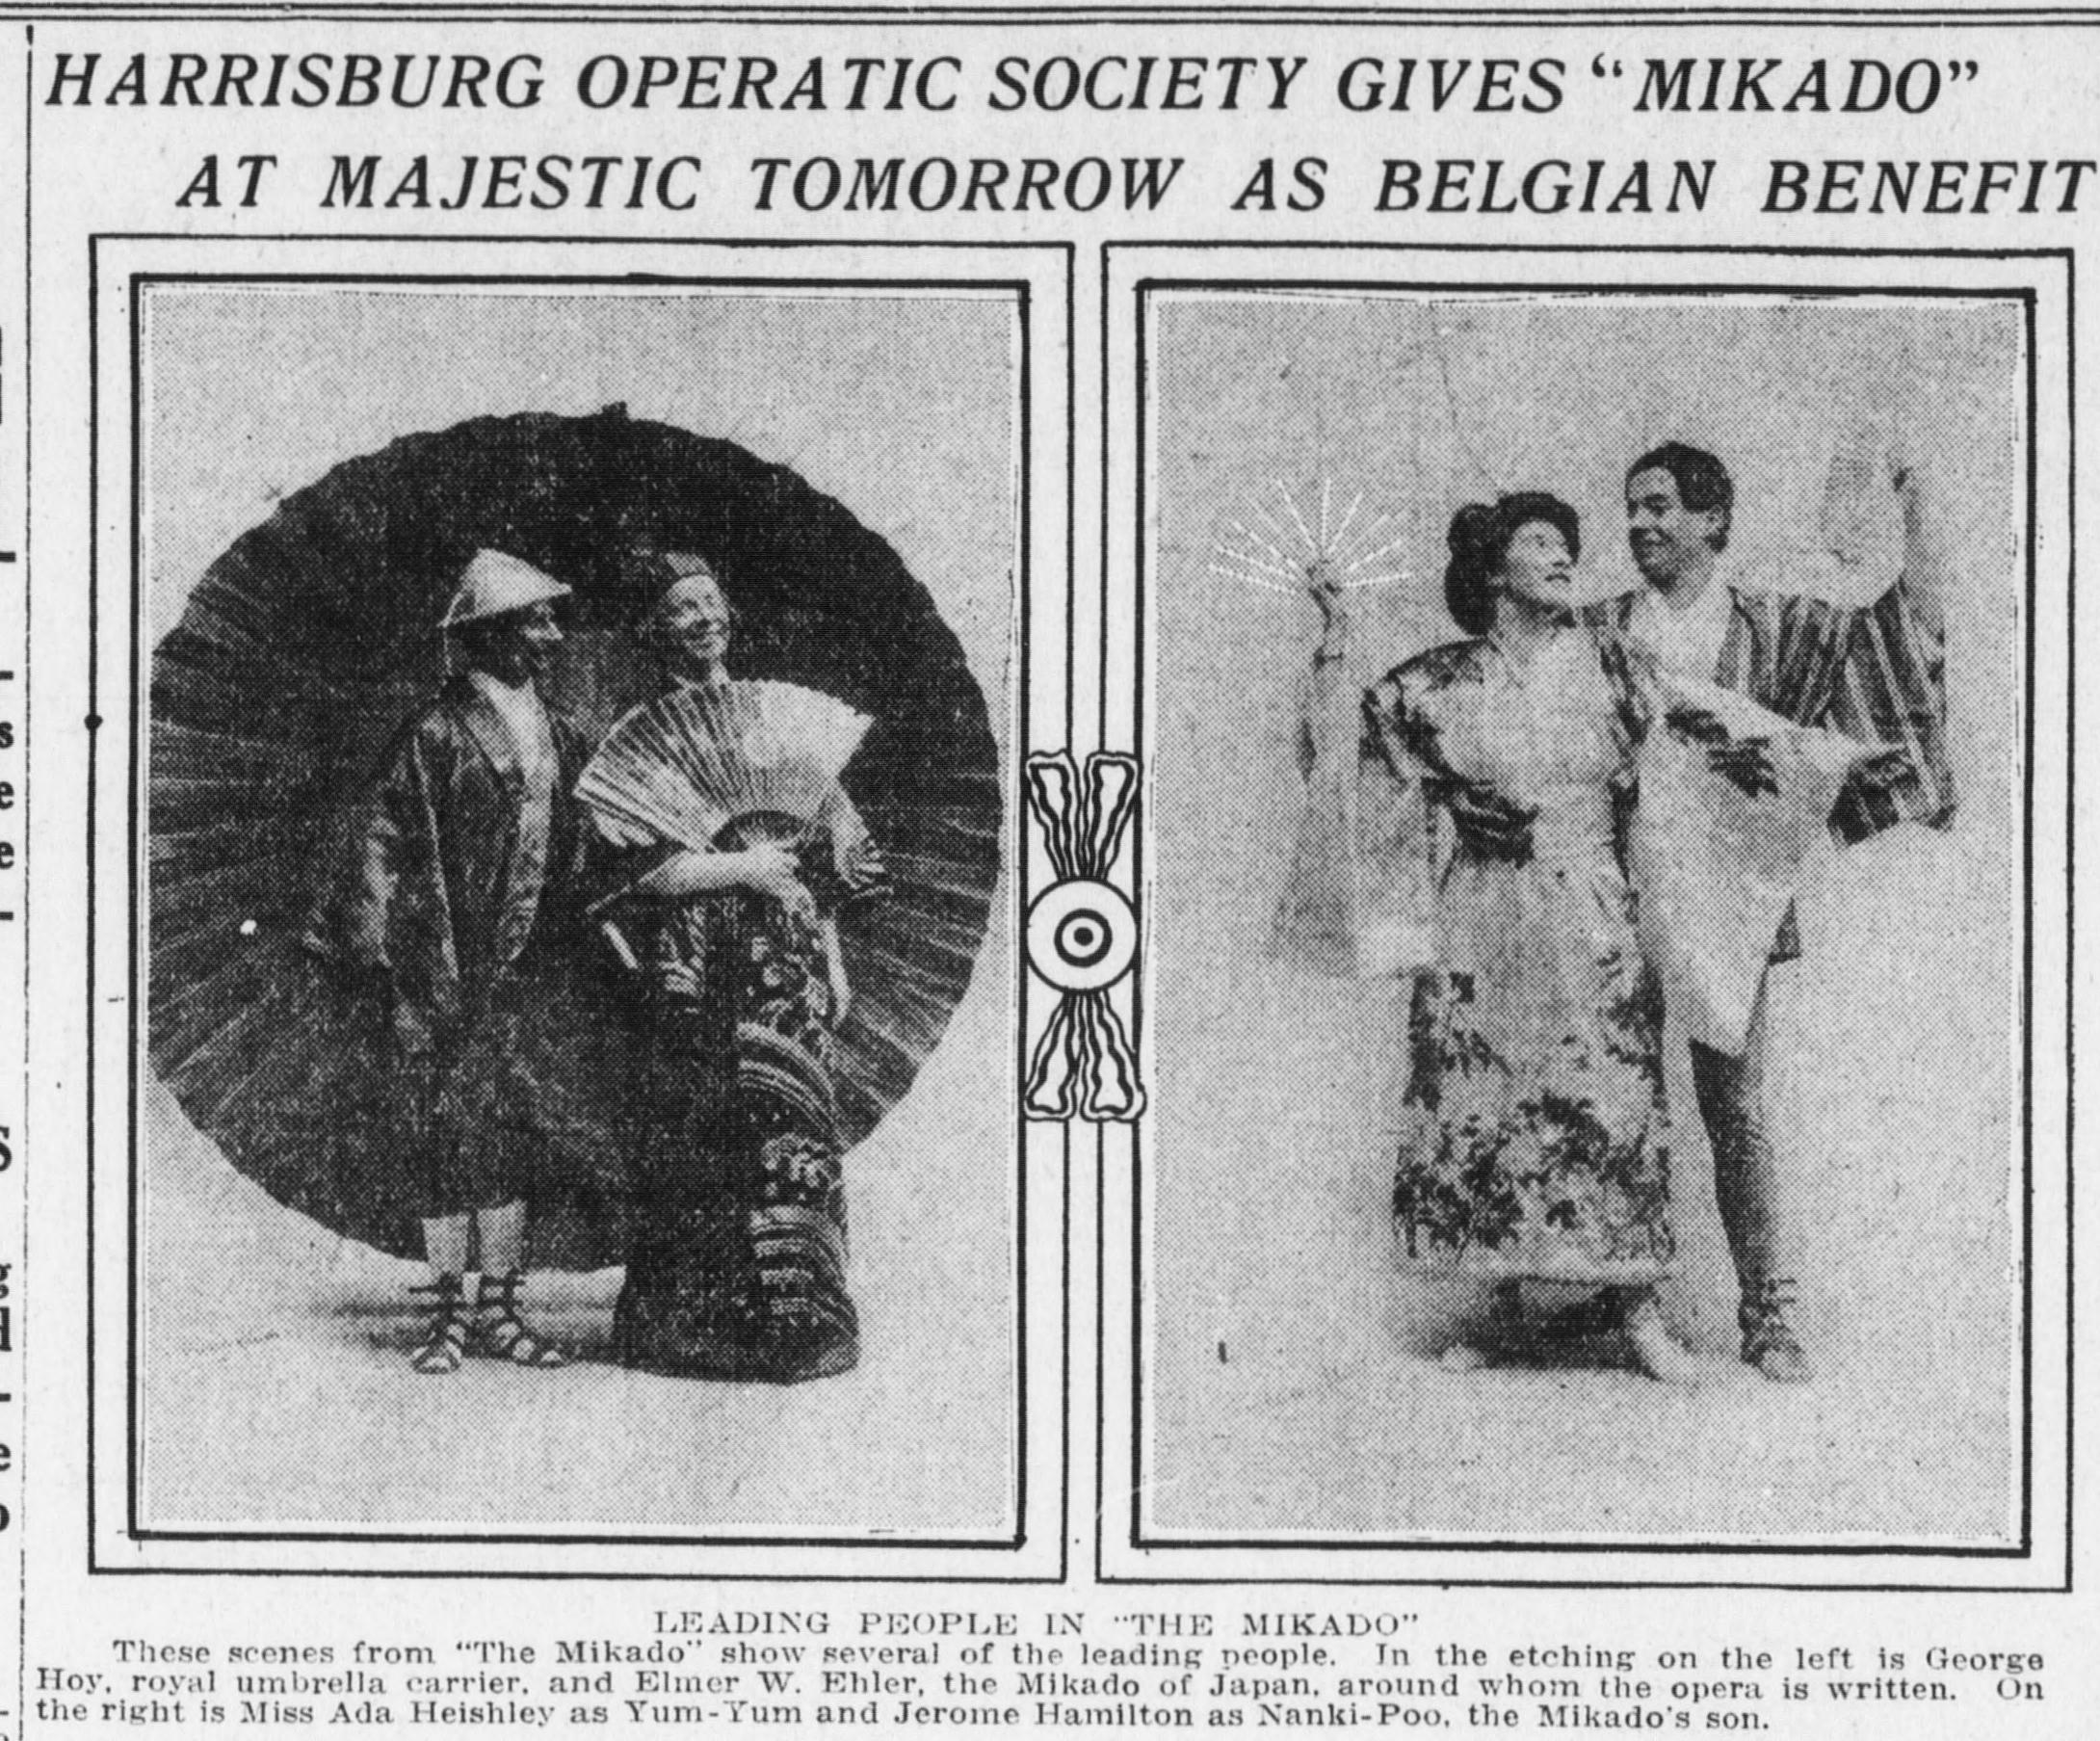 HARRISBURG OPERATIC SOCIETY GIVES "MIKADO"
AT MAJESTIC TOMORROW AS BELGIAN BENEFIT
LEADING PEOPLE IN "THE MIKADO"
These scenes from "The Mikado" show several of the leading people. In the etching on the left is George
Hoy, royal umbrella carrier, and Elmer W. Ehler, the Mikado of Japan, around whom the opera is written. On
the right is Miss Ada Heishley as Yum-Yum and Jerome Hamilton as Nanki-Poo, the Mikado's son.